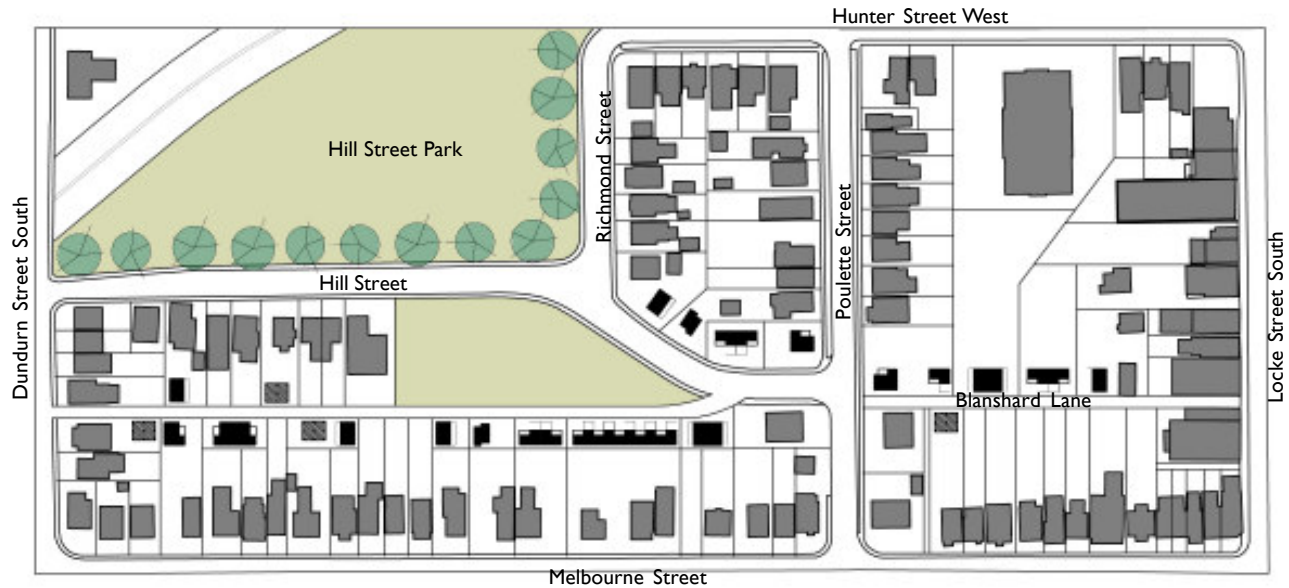 Hunter Street West
Hill Street Park
Richmond Street
Poulette Street
Dundurn Street South
Hill Street
Locke Street South
Blanshard Lane
Melbourne Street